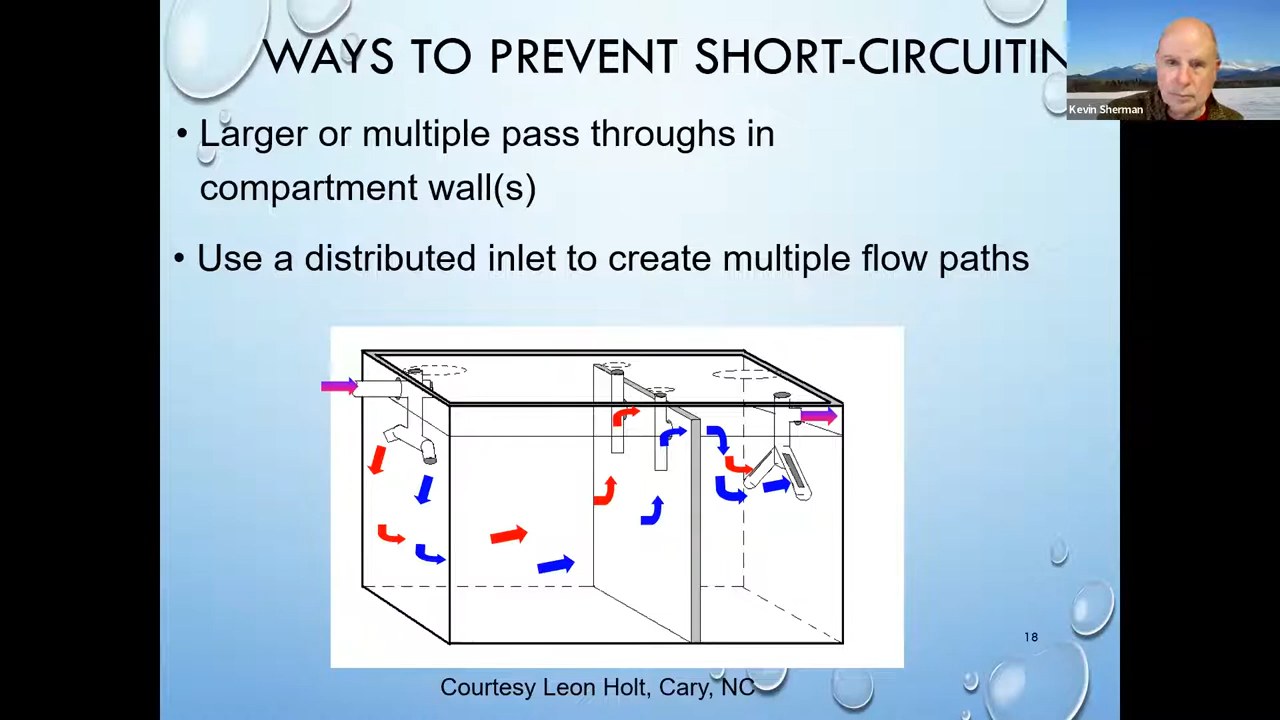 WAYS TO PREVENT SHORT-CIRCUITIN
Kevin Sherman
• Larger or multiple pass throughs in
compartment wall(s)
• Use a distributed inlet to create multiple flow paths
18
Courtesy Leon Holt, Cary, NC